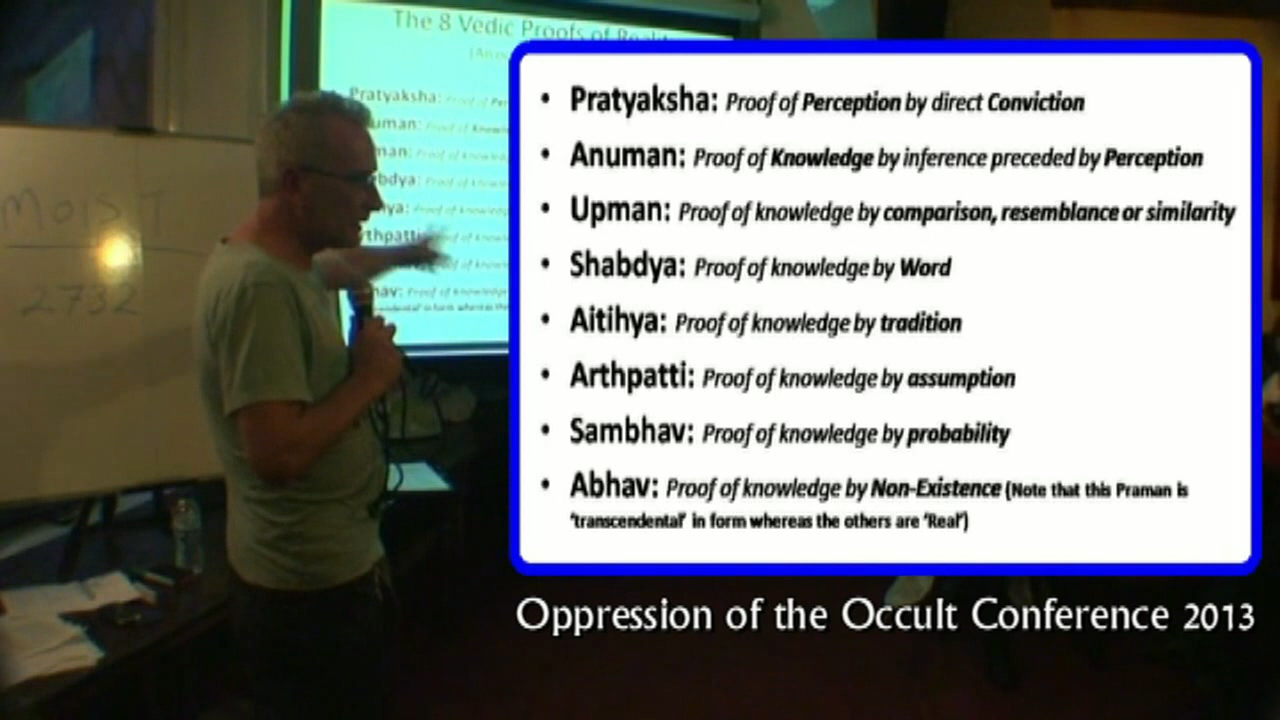 The 8 Vedic Proofs of
Pratyaksha: Proof of
MOIST
2732
Pratyaksha: Proof of Perception by direct Conviction
Anuman: Proof of Knowledge by inference preceded by Perception
Upman: Proof of knowledge by comparison, resemblance or similarity
Shabdya: Proof of knowledge by Word
Aitihya: Proof of knowledge by tradition
Arthpatti: Proof of knowledge by assumption
Sambhav: Proof of knowledge by probability
Abhav: Proof of knowledge by Non-Existence (Note that this Praman is
'transcendental' in form whereas the others are 'Real')
Oppression of the Occult Conference 2013